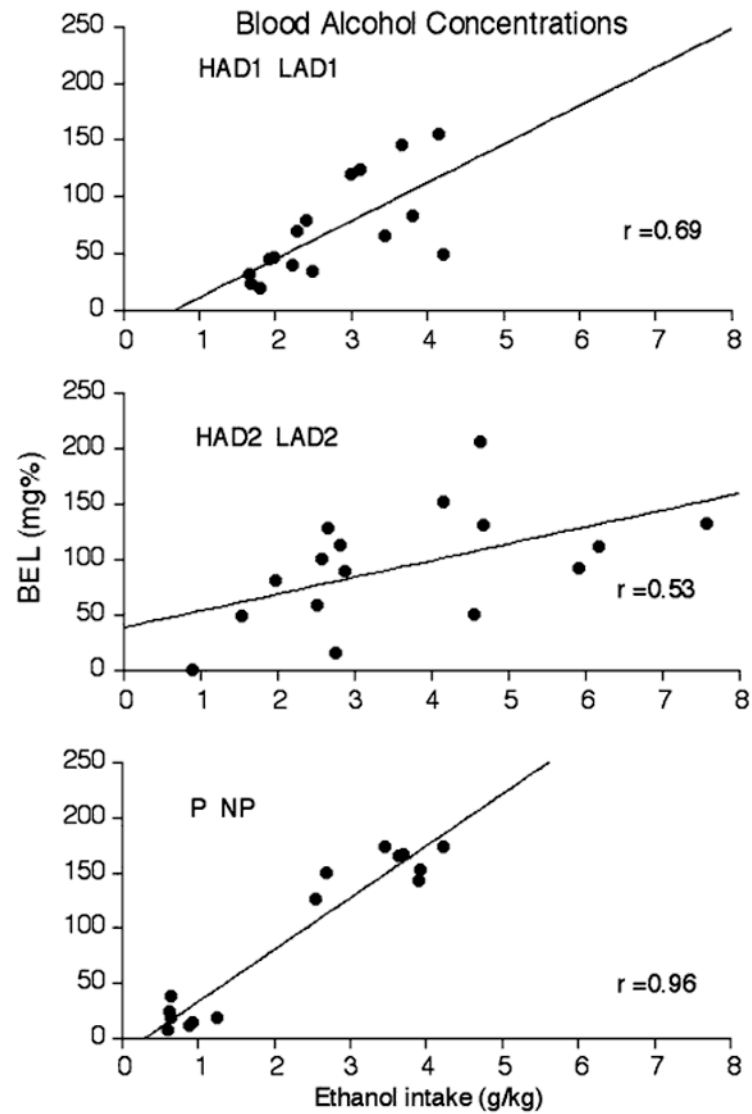 Blood Alcohol Concentrations
250
HAD1 LAD1
200
150
100
r =0.69
50
0
0 1 2 3 4 5 6 7 8
250
HAD2 LAD2
200
150
100
r =0.53
50
0
0 1 2 3 4 5 6 7 8
BEL (mg%)
250
P NP
200
150
100
50
r =0.96
0
0 1 2 3 4 5 6 7 8
Ethanol intake (g/kg)